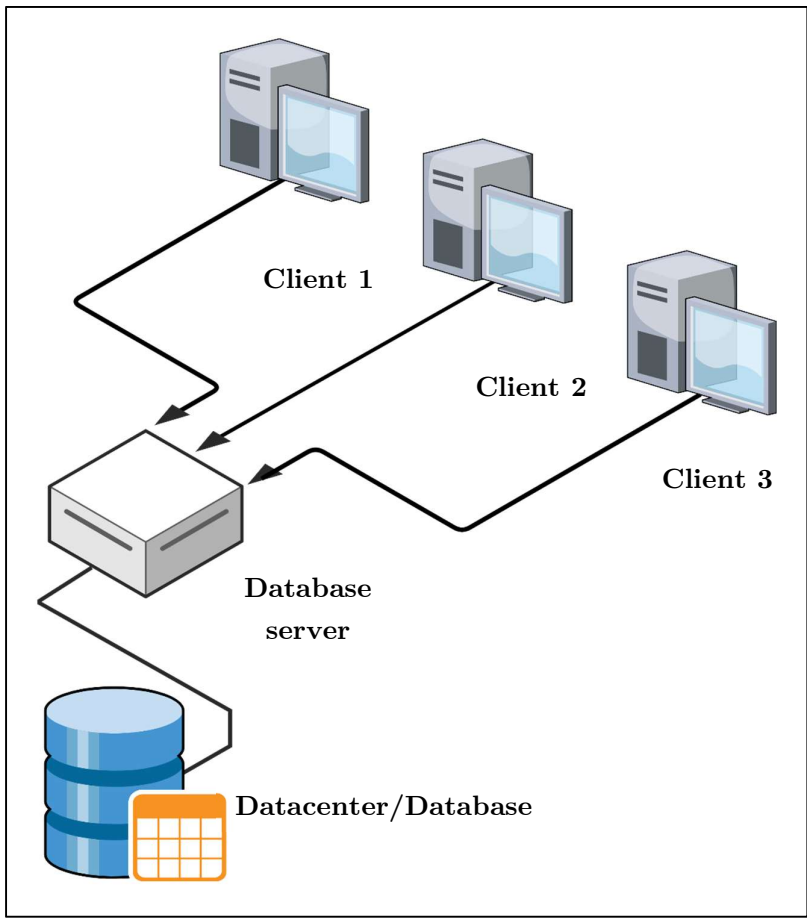 Client 1
Client 2
Client 3
Database
server
Datacenter/Database